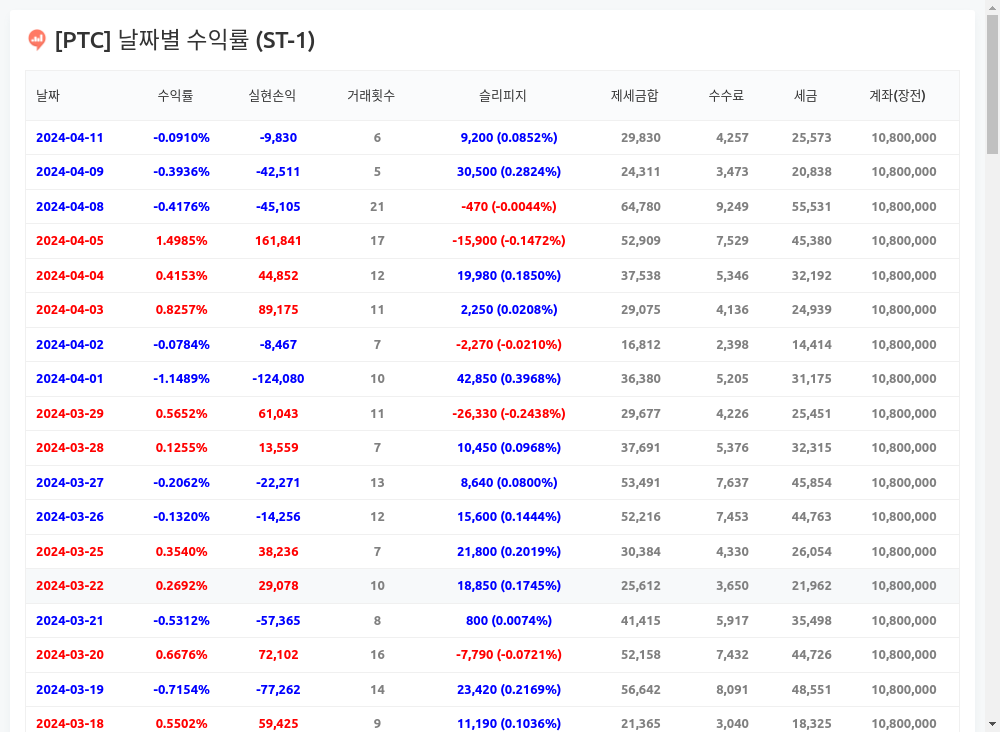 [PTC] 날짜별 수익률 (ST-1)
날짜 수익률 실현손익 거래횟수 슬리피지 제세금합 수수료 세금 계좌(장전)
2024-04-11 -0.0910% -9,830 6 9,200 (0.0852%) 29,830 4,257 25,573 10,800,000
2024-04-09 -0.3936% -42,511 5 30,500 (0.2824%) 24,311 3,473 20,838 10,800,000
2024-04-08 -0.4176% -45,105 21 -470 (-0.0044%) 64,780 9,249 55,531 10,800,000
2024-04-05 1.4985% 161,841 17 -15,900 (-0.1472%) 52,909 7,529 45,380 10,800,000
2024-04-04 0.4153% 44,852 12 19,980 (0.1850%) 37,538 5,346 32,192 10,800,000
2024-04-03 0.8257% 89,175 11 2,250 (0.0208%) 29,075 4,136 24,939 10,800,000
2024-04-02 -0.0784% -8,467 7 -2,270 (-0.0210%) 16,812 2,398 14,414 10,800,000
2024-04-01 -1.1489% -124,080 10 42,850 (0.3968%) 36,380 5,205 31,175 10,800,000
2024-03-29 0.5652% 61,043 11 -26,330 (-0.2438%) 29,677 4,226 25,451 10,800,000
2024-03-28 0.1255% 13,559 7 10,450 (0.0968%) 37,691 5,376 32,315 10,800,000
2024-03-27 -0.2062% -22,271 13 8,640 (0.0800%) 53,491 7,637 45,854 10,800,000
2024-03-26 -0.1320% -14,256 12 15,600 (0.1444%) 52,216 7,453 44,763 10,800,000
2024-03-25 0.3540% 38,236 7 21,800 (0.2019%) 30,384 4,330 26,054 10,800,000
2024-03-22 0.2692% 29,078 10 18,850 (0.1745%) 25,612 3,650 21,962 10,800,000
2024-03-21 -0.5312% -57,365 8 800 (0.0074%) 41,415 5,917 35,498 10,800,000
2024-03-20 0.6676% 72,102 16 -7,790 (-0.0721%) 52,158 7,432 44,726 10,800,000
2024-03-19 -0.7154% -77,262 14 23,420 (0.2169%) 56,642 8,091 48,551 10,800,000
2024-03-18 0.5502% 59,425 9 11,190 (0.1036%) 21,365 3,040 18,325 10,800,000